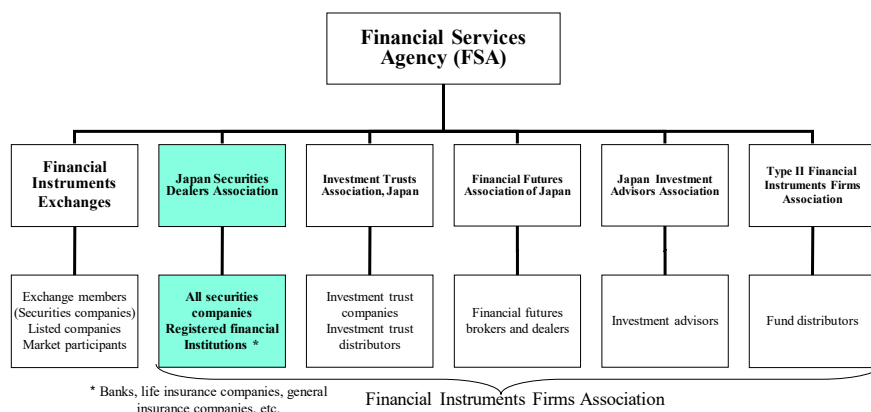 Financial Services
Agency (FSA)
Financial
Instruments
Exchanges
Japan Securities
Dealers Association
Investment Trusts
Association, Japan
Financial Futures
Association of Japan
Japan Investment
Advisors Association
Type II Financial
Instruments Firms
Association
Exchange members
(Securities companies)
Listed companies
Market participants
All securities
companies
Registered financial
Institutions *
Investment trust
companies
Investment trust
distributors
Financial futures
brokers and dealers
Investment advisors
Fund distributors
* Banks, life insurance companies, general
insurance companies, etc.
Financial Instruments Firms Association